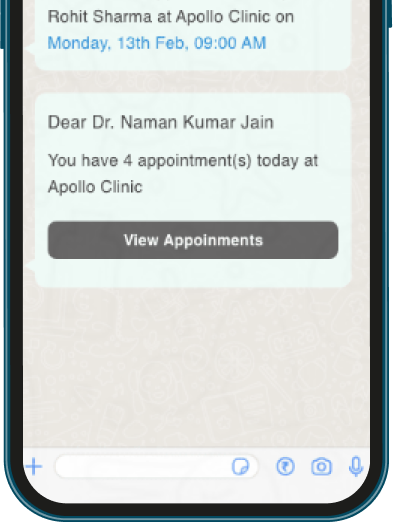 Rohit Sharma at Apollo Clinic on
Monday, 13th Feb, 09:00 AM
Dear Dr. Naman Kumar Jain
You have 4 appointment(s) today at
Apollo Clinic
View Appoinments